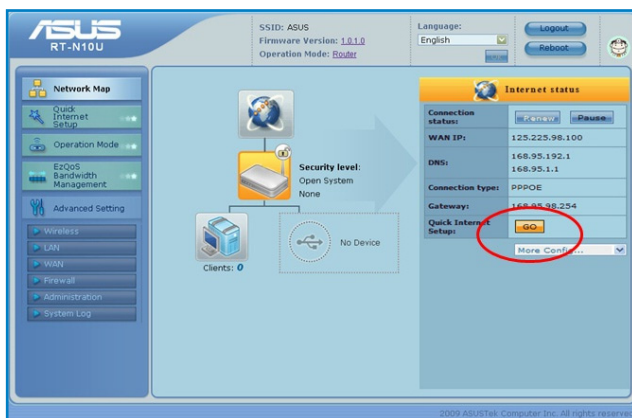 ASUS
RT-N10U
SSID: ASUS
Firmware Version: 1.0.1.0
Operation Mode: Router
Language:
English
Logout
Reboot
Network Map
Quick
Internet
Setup
Operation Mode
EzQoS
Bandwidth
Management
Advanced Setting
Wireless
LAN
WAN
Firewall
Administration
System Log
Security level:
Open System
None
Clients: 0
No Device
Internet status
Connection
status:
Renew Pause
WAN IP: 125.225.98.100
DNS: 168.95.192.1
168.95.1.1
Connection type: PPPOE
Gateway: 168.95.98.254
Quick Internet
Setup:
GO
More Config...
2009 ASUSTek Computer Inc. All rights reserved